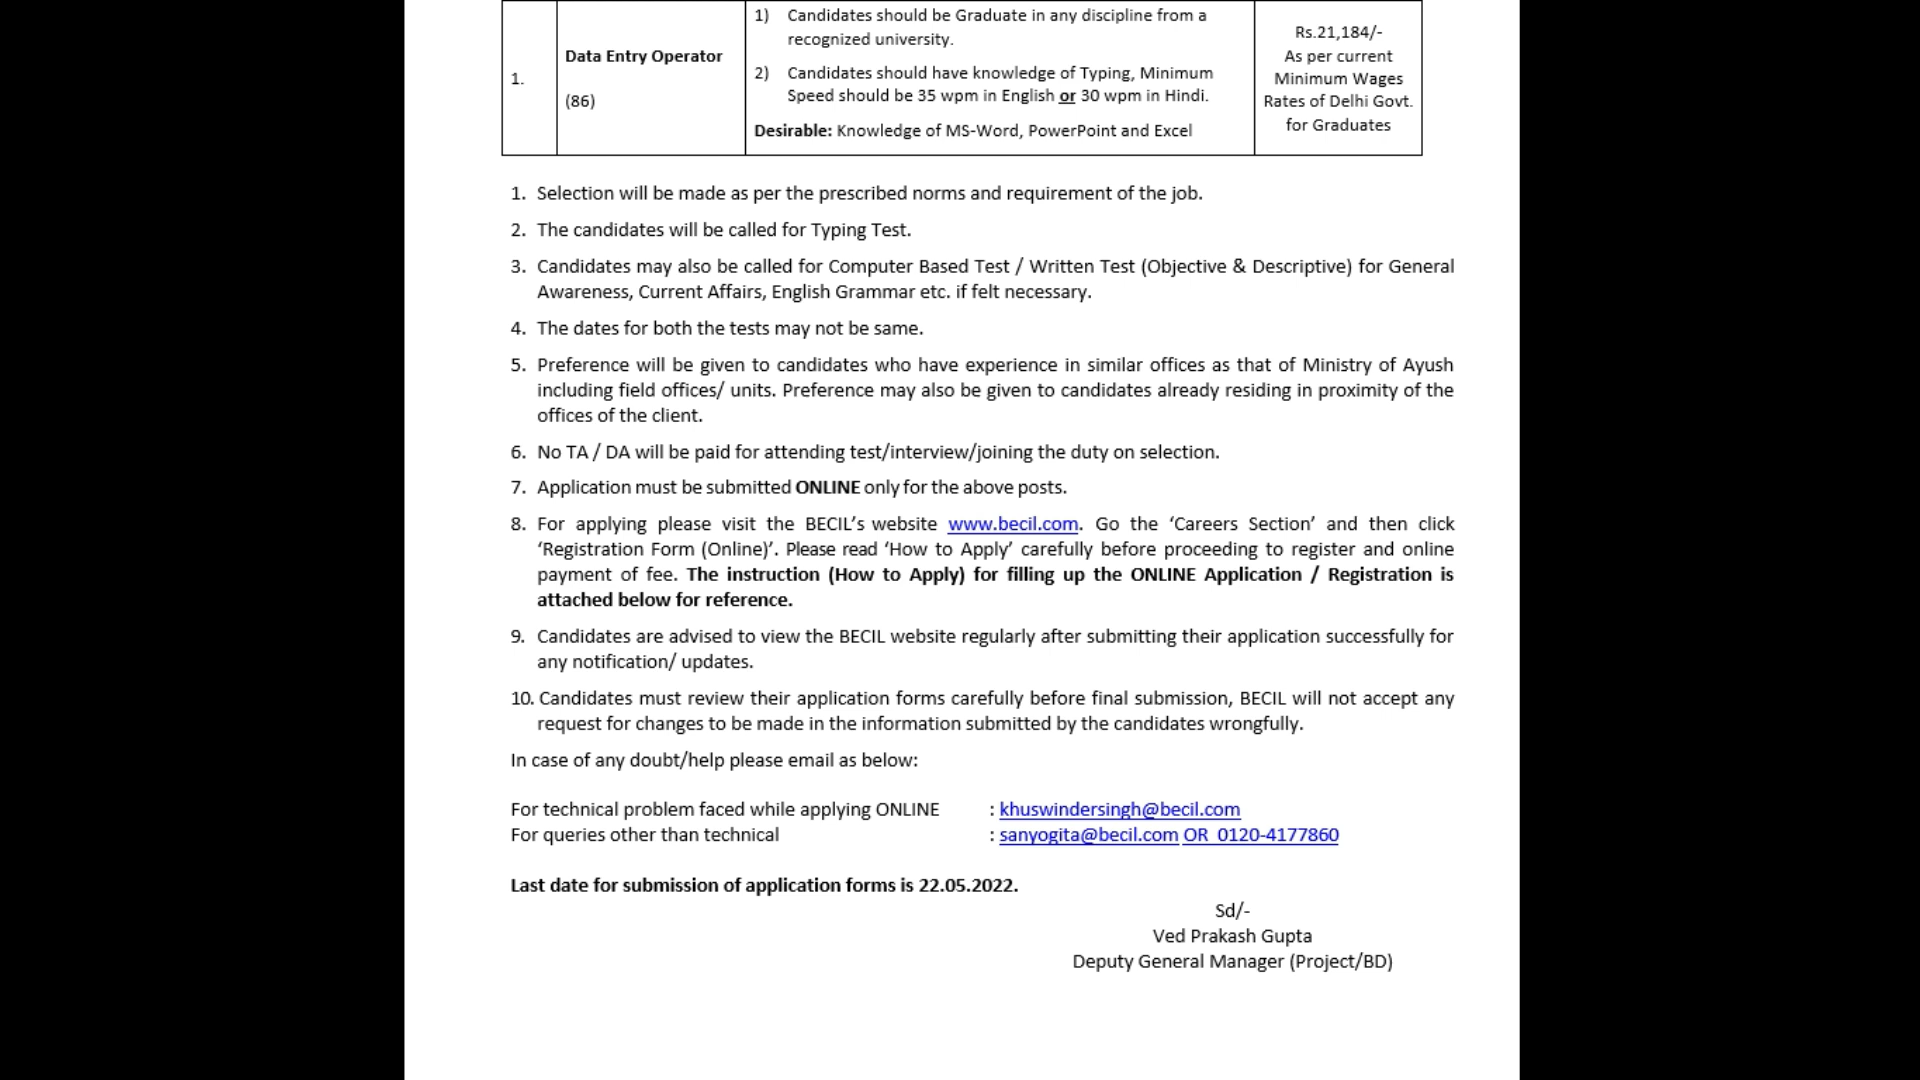 1.
Data Entry Operator
(86)
1) Candidates should be Graduate in any discipline from a
recognized university.
2) Candidates should have knowledge of Typing, Minimum
Speed should be 35 wpm in English or 30 wpm in Hindi.
Desirable: Knowledge of MS-Word, PowerPoint and Excel
Rs.21,184/-
As per current
Minimum Wages
Rates of Delhi Govt.
for Graduates
1. Selection will be made as per the prescribed norms and requirement of the job.
2. The candidates will be called for Typing Test.
3. Candidates may also be called for Computer Based Test / Written Test (Objective & Descriptive) for General
Awareness, Current Affairs, English Grammar etc. if felt necessary.
4. The dates for both the tests may not be same.
5. Preference will be given to candidates who have experience in similar offices as that of Ministry of Ayush
including field offices/ units. Preference may also be given to candidates already residing in proximity of the
offices of the client.
6. No TA / DA will be paid for attending test/interview/joining the duty on selection.
7. Application must be submitted ONLINE only for the above posts.
8. For applying please visit the BECIL’s website www.becil.com. Go the ‘Careers Section’ and then click
‘Registration Form (Online)’. Please read ‘How to Apply’ carefully before proceeding to register and online
payment of fee. The instruction (How to Apply) for filling up the ONLINE Application / Registration is
attached below for reference.
9. Candidates are advised to view the BECIL website regularly after submitting their application successfully for
any notification/ updates.
10. Candidates must review their application forms carefully before final submission, BECIL will not accept any
request for changes to be made in the information submitted by the candidates wrongfully.
In case of any doubt/help please email as below:
For technical problem faced while applying ONLINE : khuswindersingh@becil.com
For queries other than technical : sanyogita@becil.com OR 0120-4177860
Last date for submission of application forms is 22.05.2022.
Sd/-
Ved Prakash Gupta
Deputy General Manager (Project/BD)